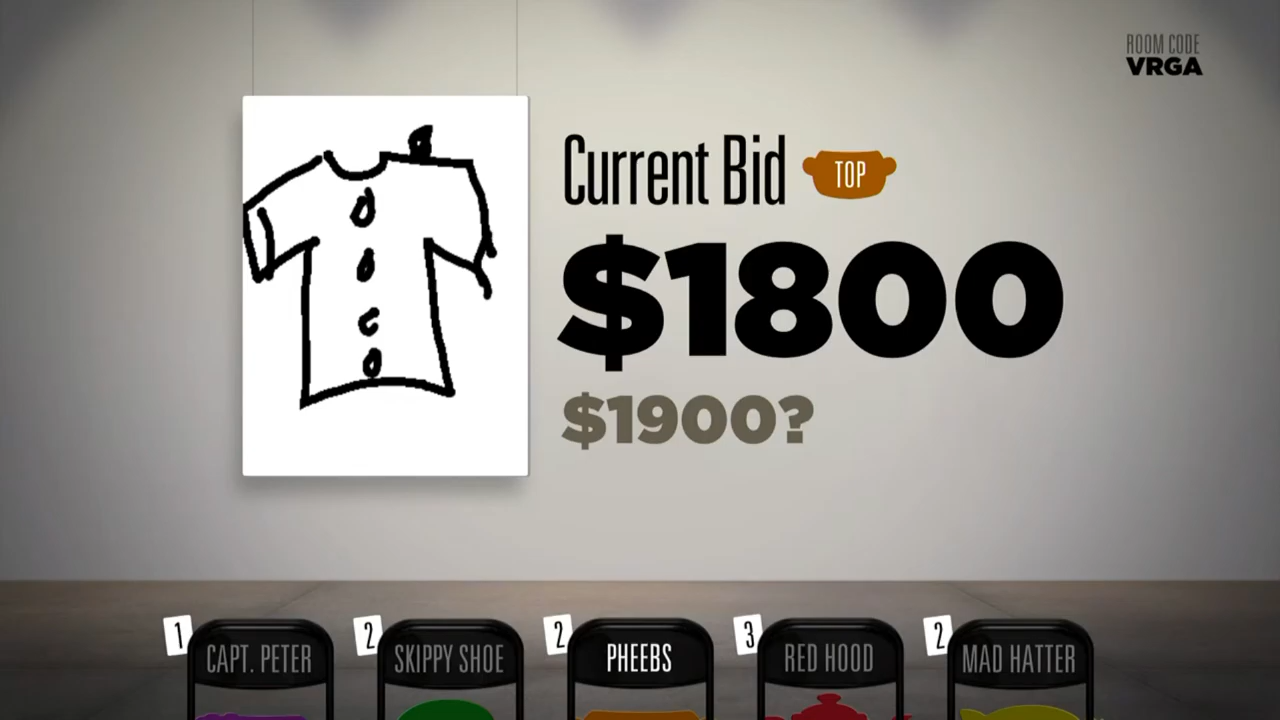 ROOM CODE
VRGA
Current Bid
TOP
$1800
$1900?
1
CAPT. PETER
2
SKIPPY SHOE
2
PHEEBS
3
RED HOOD
2
MAD HATTER